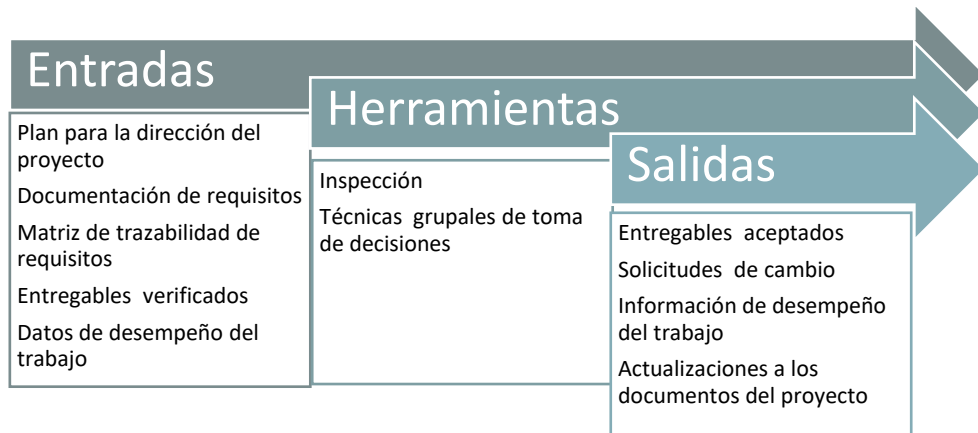 Entradas
Plan para la dirección del
proyecto
Documentación de requisitos
Matriz de trazabilidad de
requisitos
Entregables verificados
Datos de desempeño del
trabajo
Herramientas
Inspección
Técnicas grupales de toma
de decisiones
Salidas
Entregables aceptados
Solicitudes de cambio
Información de desempeño
del trabajo
Actualizaciones a los
documentos del proyecto